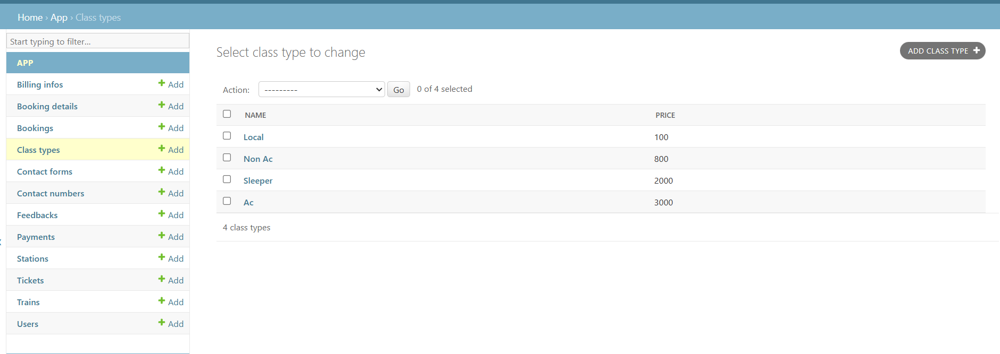 Home › App › Class types
Start typing to filter...
APP
Billing infos + Add
Booking details + Add
Bookings + Add
Class types + Add
Contact forms + Add
Contact numbers + Add
Feedbacks + Add
Payments + Add
Stations + Add
Tickets + Add
Trains + Add
Users + Add
Select class type to change
ADD CLASS TYPE +
Action: --------- Go 0 of 4 selected
NAME PRICE
Local 100
Non Ac 800
Sleeper 2000
Ac 3000
4 class types